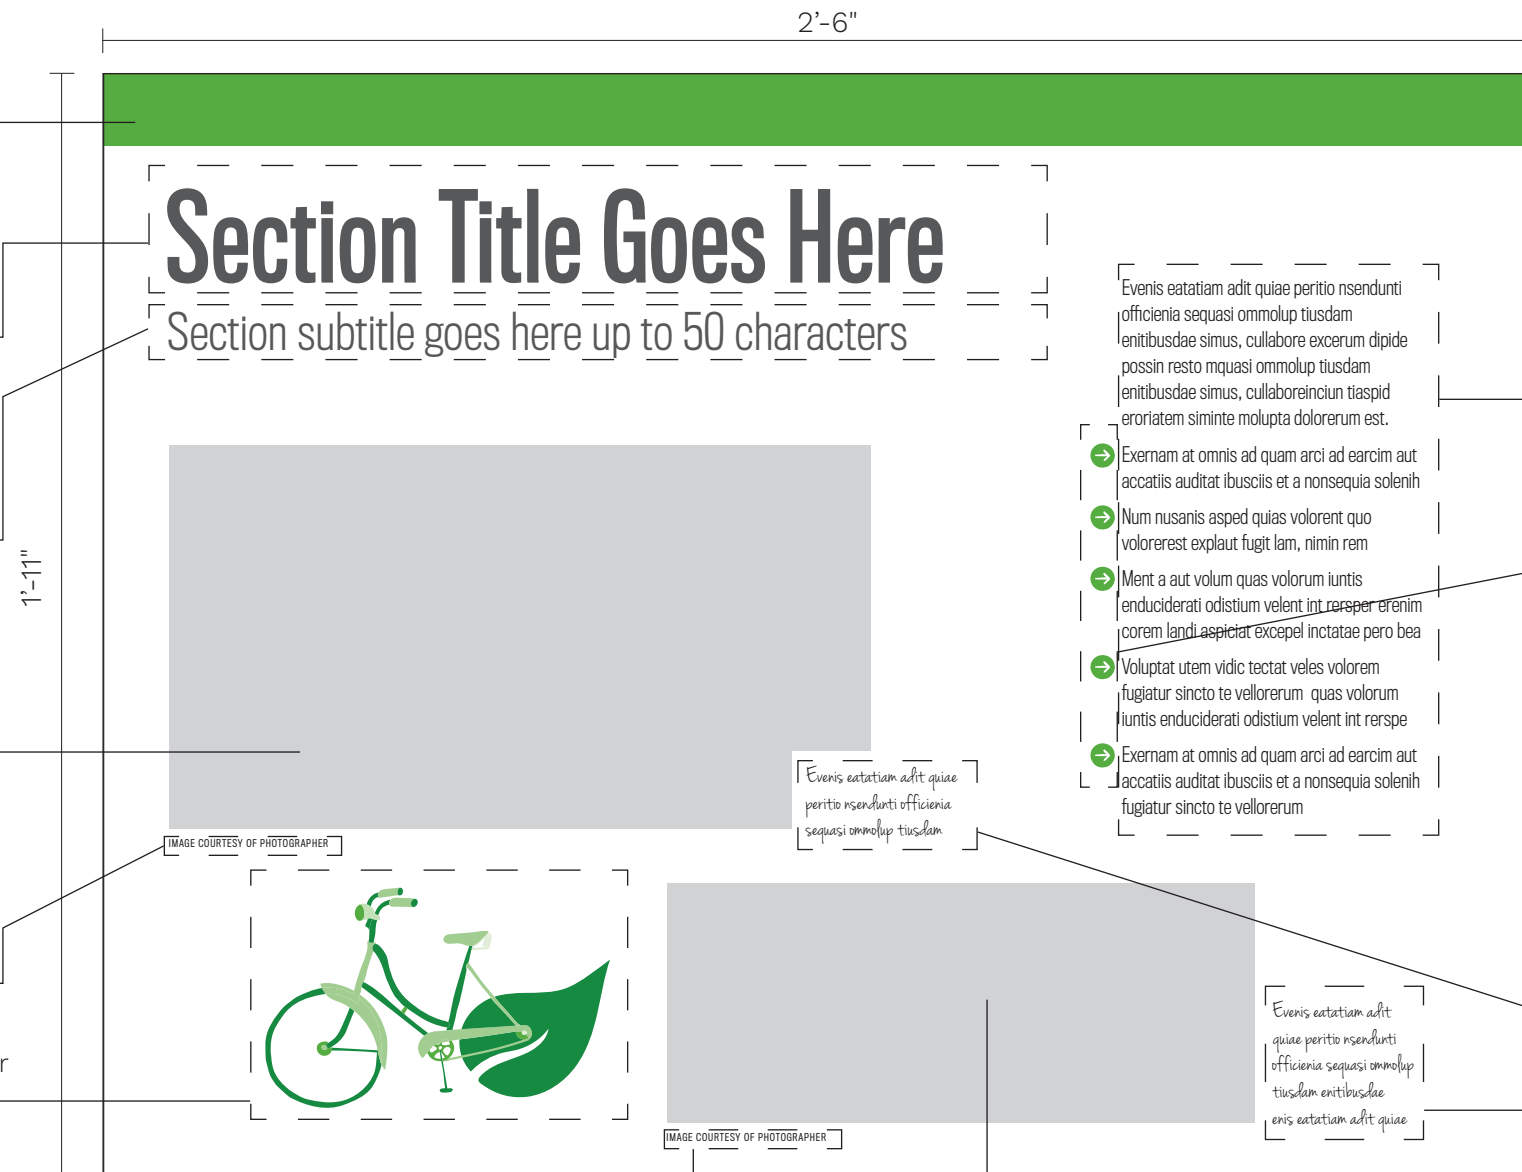 2'-6"
Section Title Goes Here
Section subtitle goes here up to 50 characters
Evenis eatatiam adit quiae peritio nsendunti
officienia sequasi ommolup tiusdam
enitibusdae simus, cullabore excerum dipide
possin resto mquasi ommolup tiusdam
enitibusdae simus, cullaboreinciun tiaspid
eroriatem siminte molupta dolorerum est.
Exernam at omnis ad quam arci ad earcim aut
accatiis auditat ibusciis et a nonsequia solenih
Num nusanis asped quias volorent quo
volorerest explaut fugit lam, nimin rem
Ment a aut volum quas volorum iuntis
enduciderati odistium velent int rersper erenim
corem landi aspiciat excepel inctatae pero bea
Voluptat utem vidic tectat veles volorem
fugiatur sincto te vellorerum  quas volorum
iuntis enduciderati odistium velent int rerspe
Exernam at omnis ad quam arci ad earcim aut
accatiis auditat ibusciis et a nonsequia solenih
fugiatur sincto te vellorerum
1'-11"
Evenis eatatiam adit quiae
peritio nsendunti officienia
sequasi ommolup tiusdam
IMAGE COURTESY OF PHOTOGRAPHER
Evenis eatatiam adit
quiae peritio nsendunti
officienia sequasi ommolup
tiusdam enitibusdae
enis eatatiam adit quiae
r
IMAGE COURTESY OF PHOTOGRAPHER